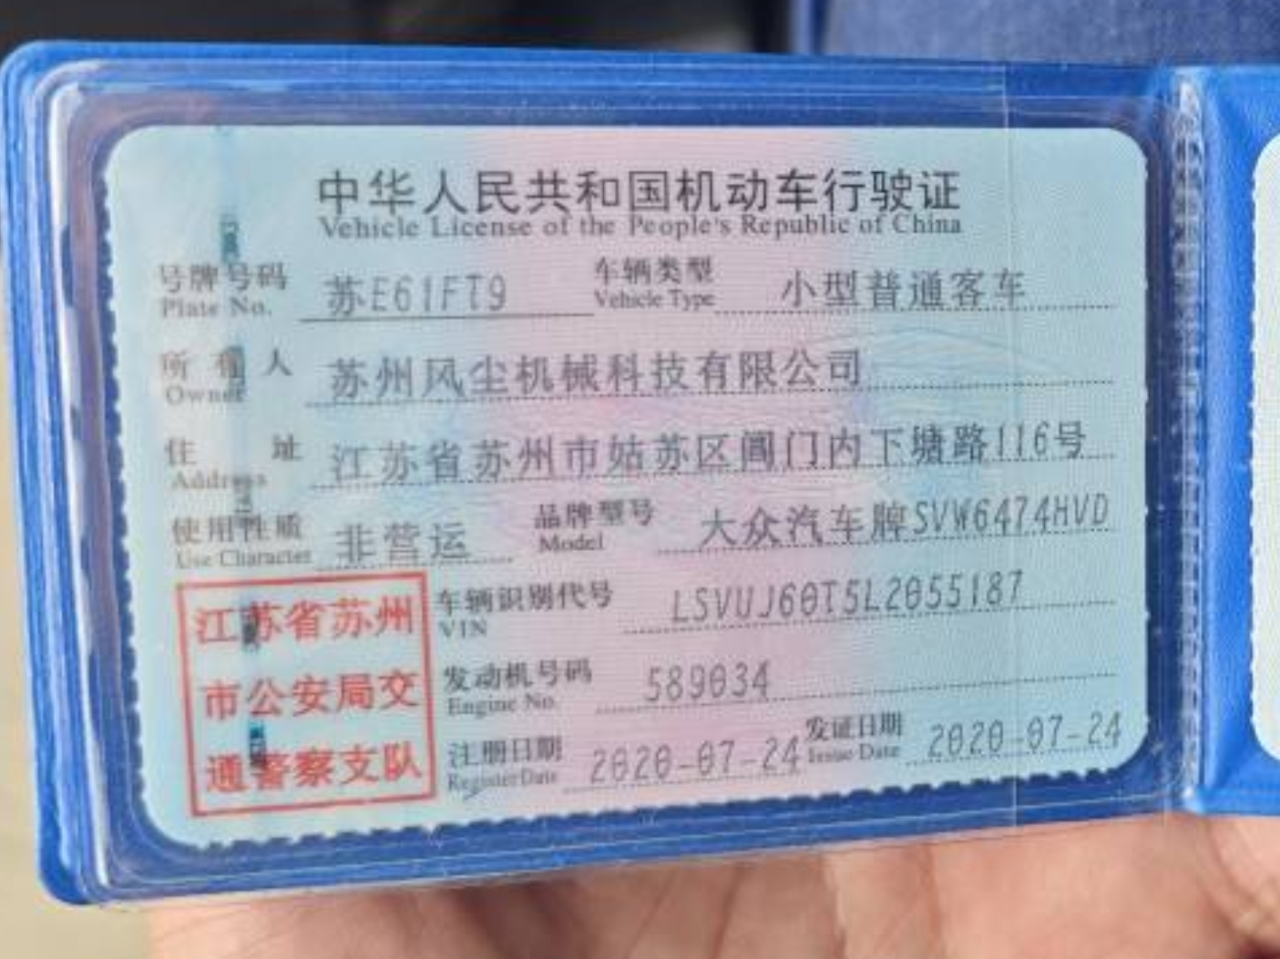 中华人民共和国机动车行驶证
Vehicle License of the People's Republic of China
号牌号码 苏E61FT9 车辆类型 小型普通客车
Plate No. Vehicle Type
所有人 苏州风尘机械科技有限公司
Owner
住址 江苏省苏州市姑苏区阊门内下塘路116号
Address
使用性质 非营运 品牌型号 大众汽车牌SVW6474HVD
Use Character Model
江苏省苏州
市公安局交
通警察支队
车辆识别代号 LSVUJ60T5L2055187
VIN
发动机号码 589034
Engine No.
注册日期 2020-07-24 发证日期 2020-07-24
Register Date Issue Date